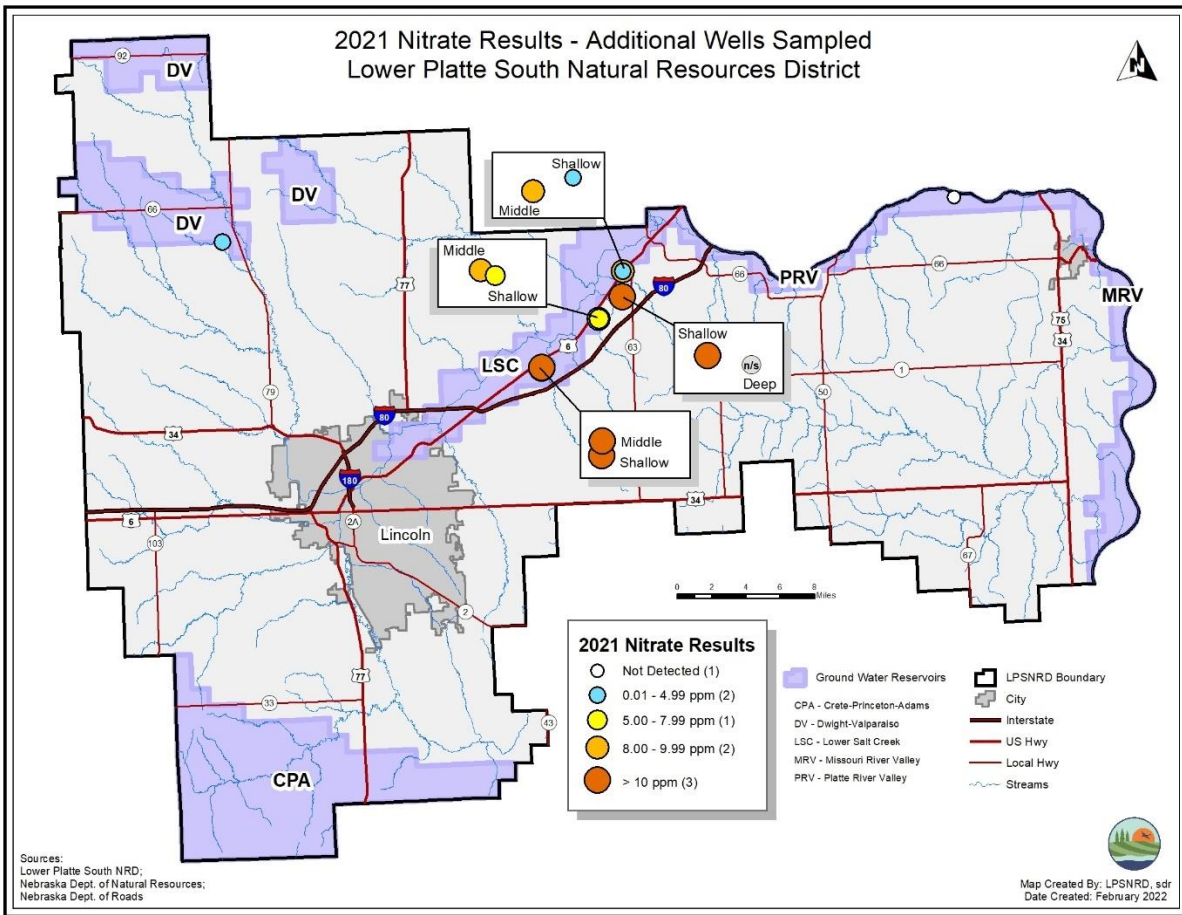 2021 Nitrate Results - Additional Wells Sampled
Lower Platte South Natural Resources District
N
92
DV
66
DV
DV
77
79
34
6
103
80
180
2A
Lincoln
2
77
33
43
CPA
LSC
6
80
63
66
PRV
66
MRV
75
34
1
50
34
67
Shallow
Middle
Middle
Shallow
Shallow
n/s
Deep
Middle
Shallow
0 2 4 6 8
Miles
2021 Nitrate Results
Not Detected (1)
0.01 - 4.99 ppm (2)
5.00 - 7.99 ppm (1)
8.00 - 9.99 ppm (2)
> 10 ppm (3)
Ground Water Reservoirs
CPA - Crete-Princeton-Adams
DV - Dwight-Valparaiso
LSC - Lower Salt Creek
MRV - Missouri River Valley
PRV - Platte River Valley
LPSNRD Boundary
City
Interstate
US Hwy
Local Hwy
Streams
Sources:
Lower Platte South NRD;
Nebraska Dept. of Natural Resources;
Nebraska Dept. of Roads
Map Created By: LPSNRD, sdr
Date Created: February 2022